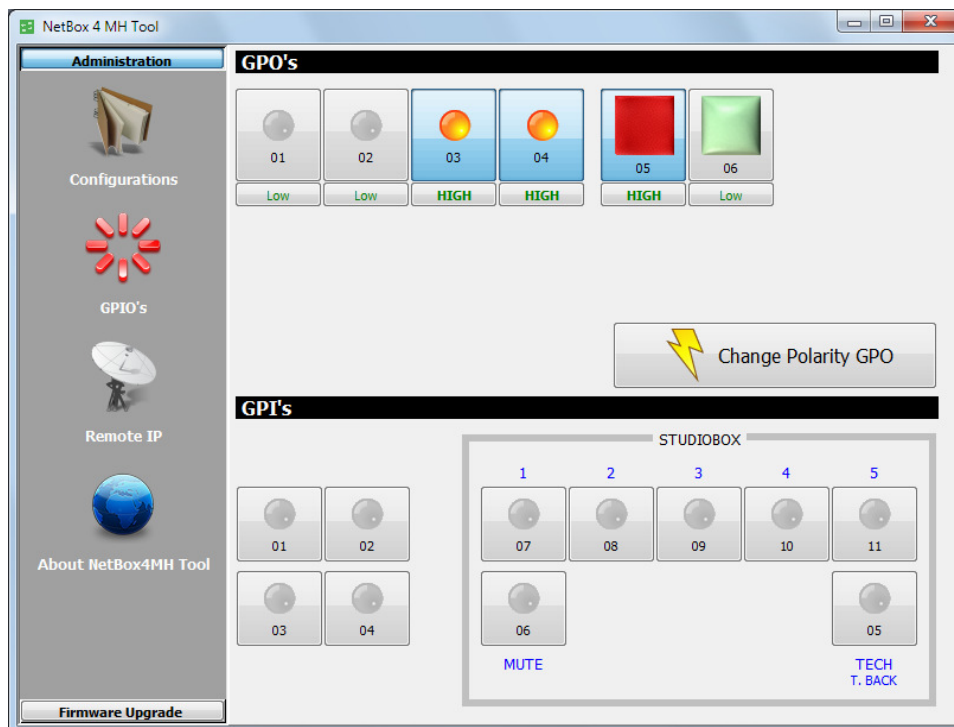 NetBox 4 MH Tool
Administration
Configurations
GPIO's
Remote IP
About NetBox4MH Tool
Firmware Upgrade
GPO's
01 02 03 04 05 06
Low Low HIGH HIGH HIGH Low
Change Polarity GPO
GPI's
STUDIOBOX
1 2 3 4 5
01 02 07 08 09 10 11
03 04 06 05
MUTE TECH
T. BACK